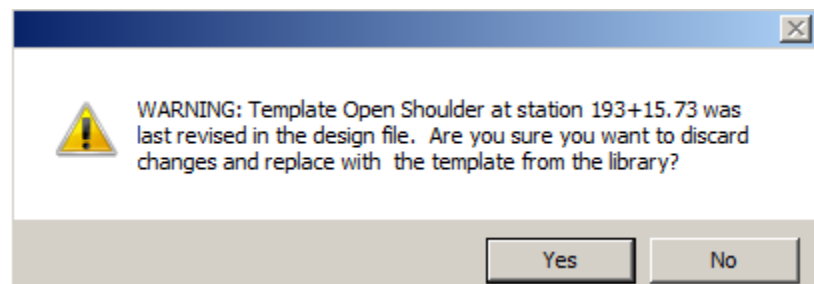 WARNING: Template Open Shoulder at station 193+15.73 was
last revised in the design file.  Are you sure you want to discard
changes and replace with  the template from the library?
Yes
No